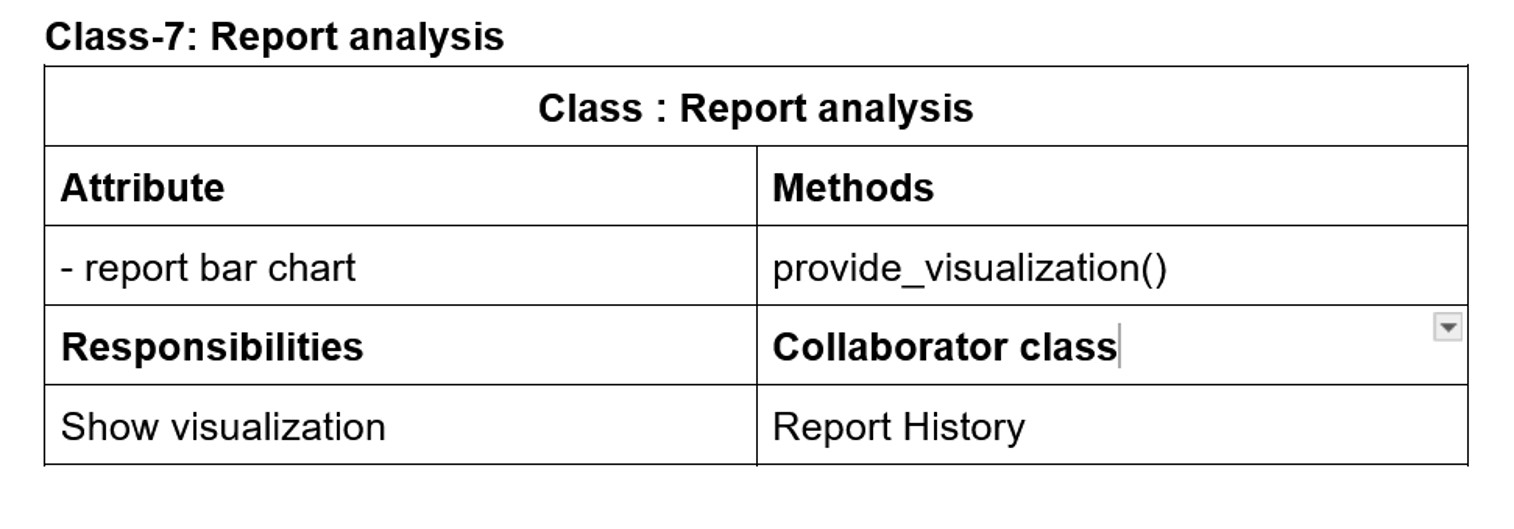 Class-7: Report analysis
Class : Report analysis
Attribute
Methods
- report bar chart
provide_visualization()
Responsibilities
Collaborator class
Show visualization
Report History